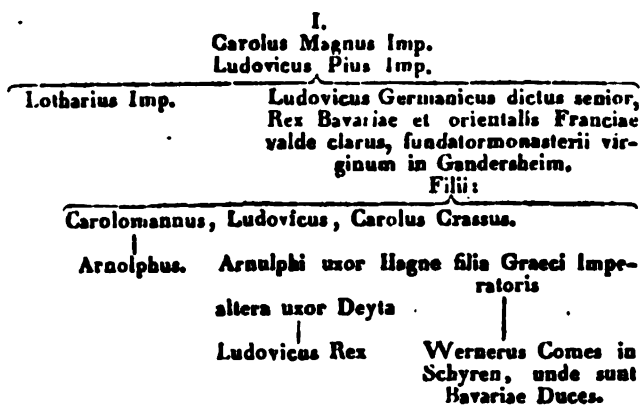 I.
Carolus Magnus Imp.
Ludovicus Pius Imp.
Lotharius Imp.
Ludovicus Germanicus dictus senior,
Rex Bavariae et orientalis Franciae
valde clarus, fundatormonasterii vir-
ginum in Gandersheim.
Filii:
Carolomannus, Ludovicus, Carolus Crassus.
Arnolphus.
Arnulphi uxor Hagne filia Graeci Impe-
ratoris
altera uxor Deyta
Ludovicus Rex
Wernerus Comes in
Schyren, unde sunt
Bavariae Duces.